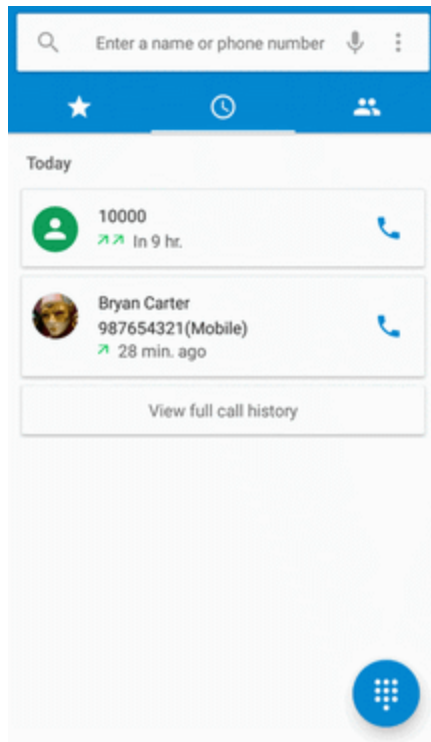 Enter a name or phone number
Today
10000
In 9 hr.
Bryan Carter
987654321(Mobile)
28 min. ago
View full call history